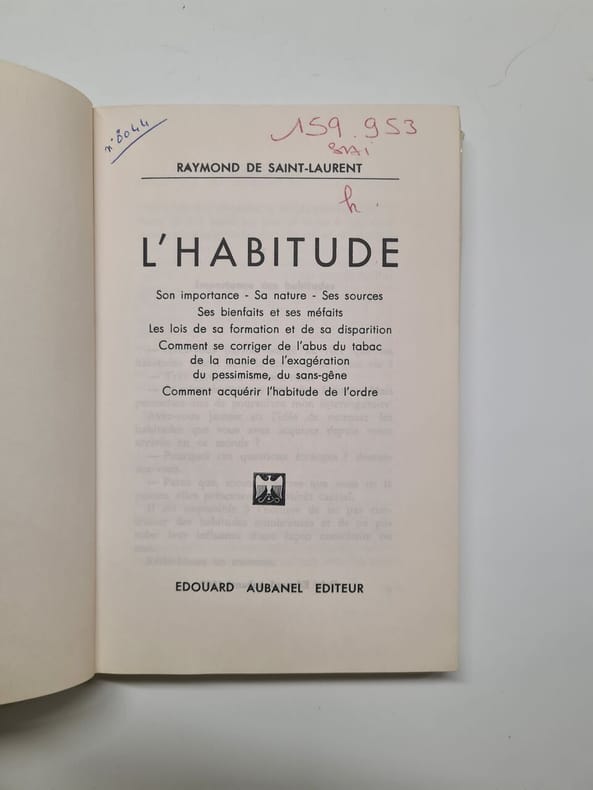 n° 8044
159.953
SAI
RAYMOND DE SAINT-LAURENT
h.
L'HABITUDE
Son importance - Sa nature - Ses sources
Ses bienfaits et ses méfaits
Les lois de sa formation et de sa disparition
Comment se corriger de l'abus du tabac
de la manie de l'exagération
du pessimisme, du sans-gêne
Comment acquérir l'habitude de l'ordre
EDOUARD AUBANEL EDITEUR